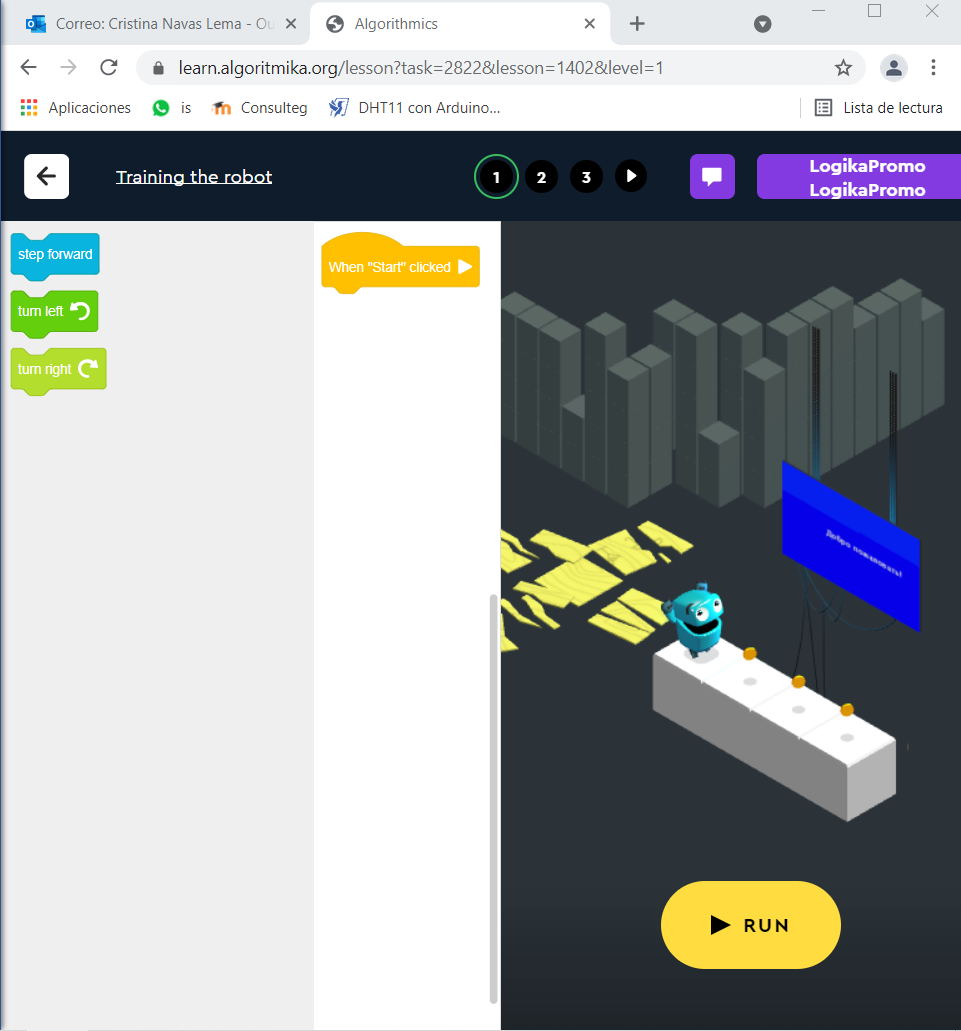 Correo: Cristina Navas Lema - Ou
Algorithmics
learn.algoritmika.org/lesson?task=2822&lesson=1402&level=1
Aplicaciones
is
Consulteg
DHT11 con Arduino...
Lista de lectura
Training the robot
1
2
3
LogikaPromo
LogikaPromo
step forward
When "Start" clicked
turn left
turn right
Добро пожаловать!
RUN